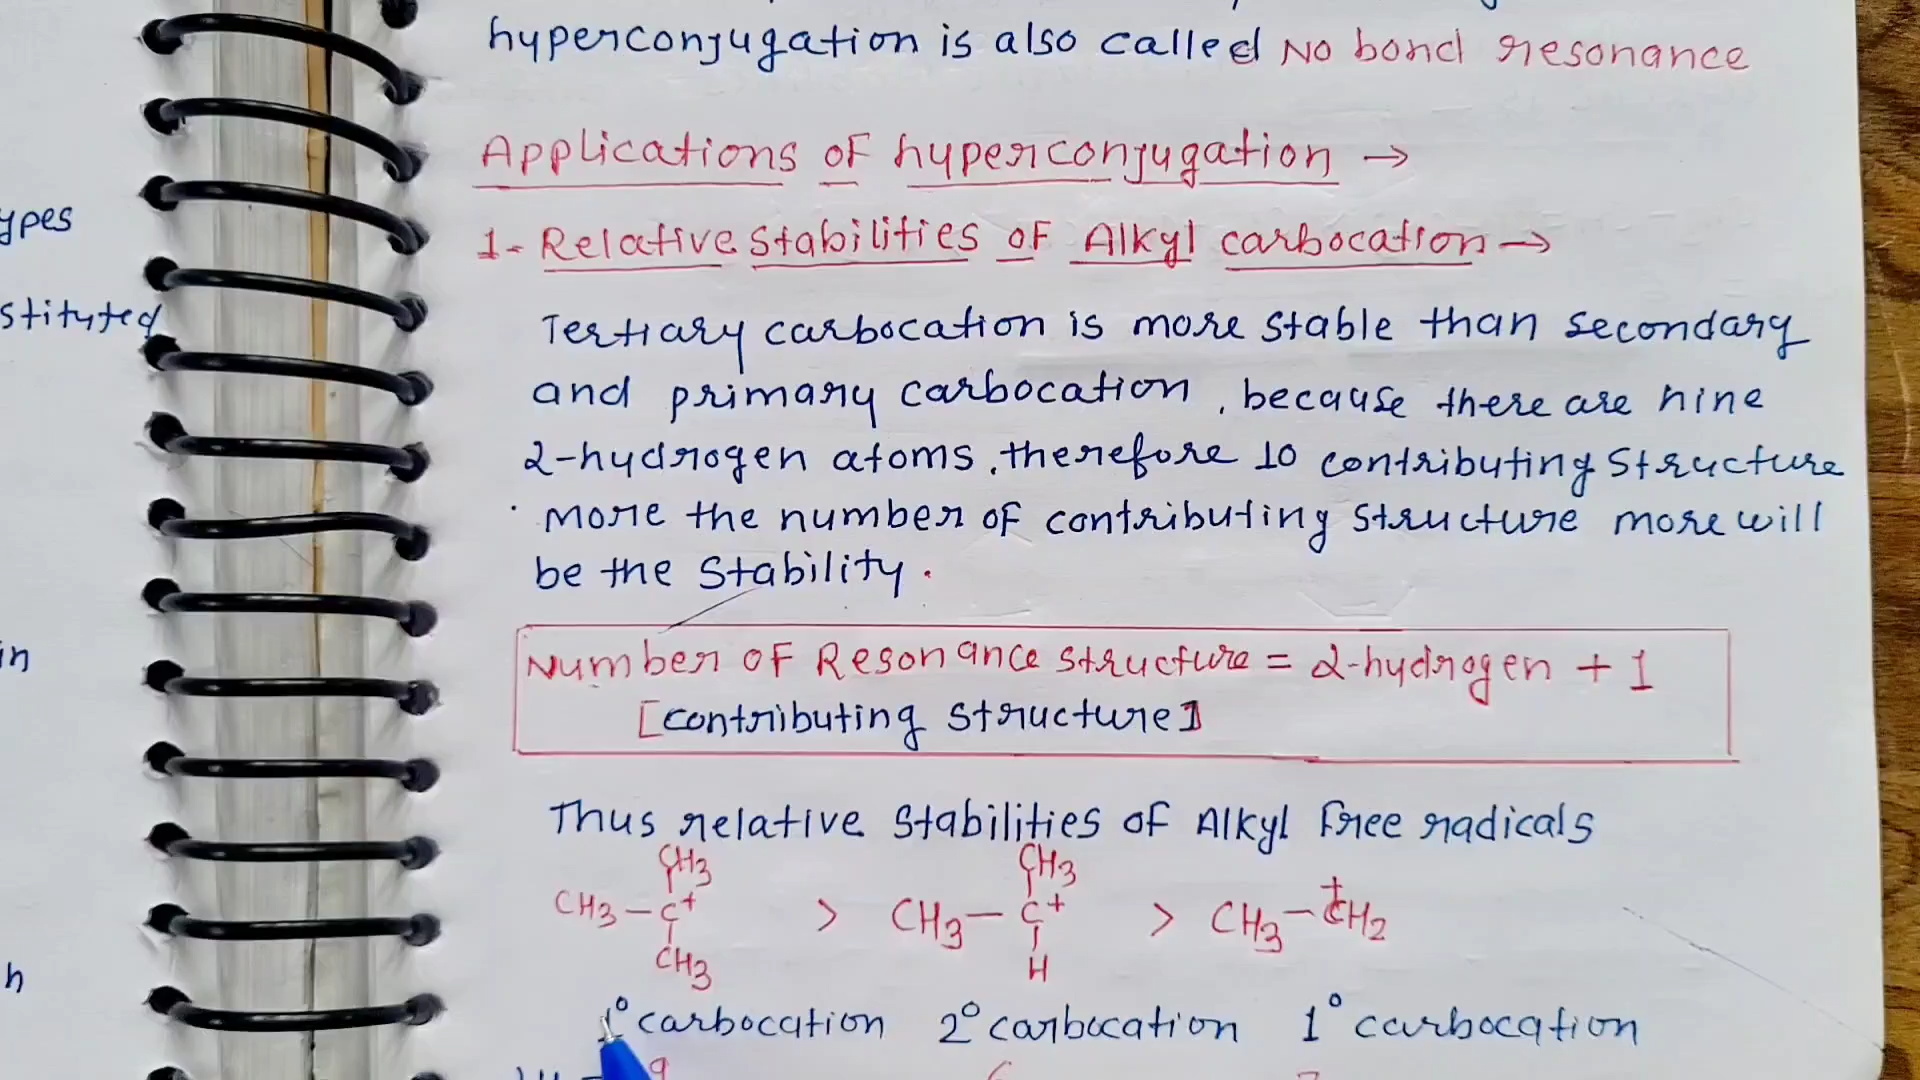 hyperconjugation is also called No bond resonance
Applications of hyperconjugation →
1- Relative stabilities of Alkyl carbocation →
Tertiary carbocation is more stable than secondary
and primary carbocation, because there are nine
α-hydrogen atoms, therefore 10 contributing structure
more the number of contributing structure more will
be the stability.
Number of Resonance structure = α-hydrogen + 1
[contributing structure]
Thus relative stabilities of Alkyl free radicals
CH3 CH3
CH3 - C+ > CH3 - C+ > CH3 - +CH2
CH3 H
1° carbocation 2° carbocation 1° carbocation
ypes
stituted
in
h